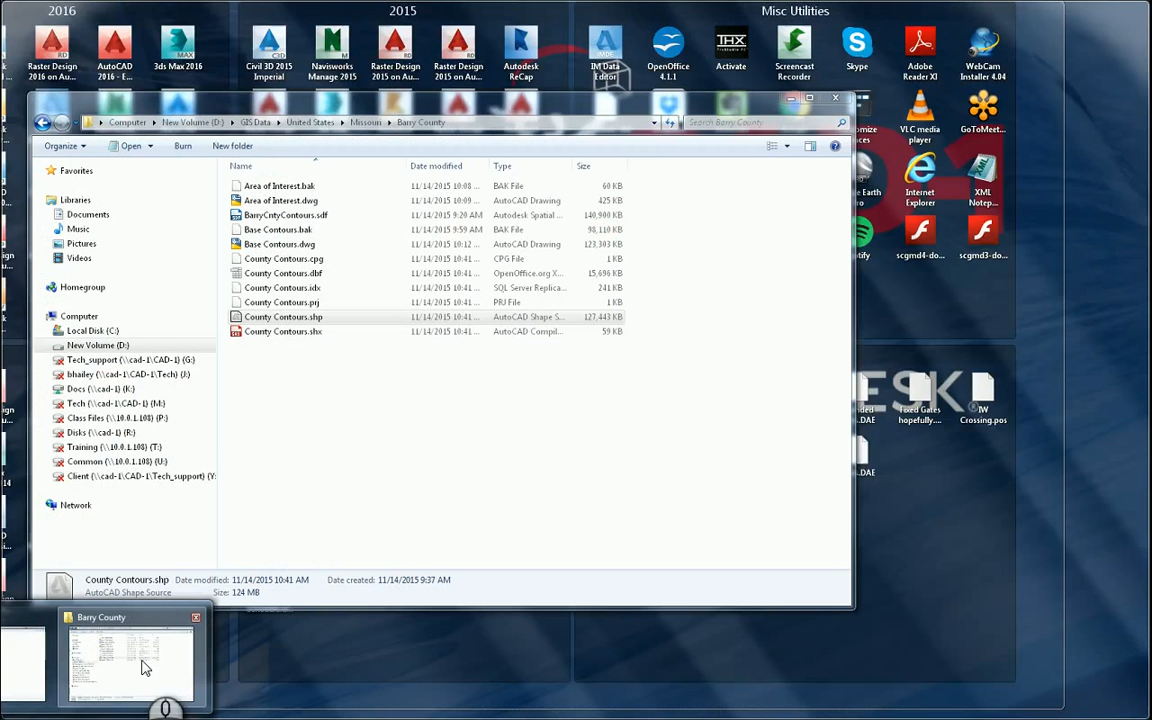 2016 2015 Misc Utilities
Raster Design 2016 on Au...
AutoCAD 2016 - E...
3ds Max 2016
Civil 3D 2015 Imperial
Navisworks Manage 2015
Raster Design 2015 on Au...
Raster Design 2015 on Au...
Autodesk ReCap
IM Data Editor
OpenOffice 4.1.1
Activate
Screencast Recorder
Skype
Adobe Reader XI
WebCam Installer 4.04
Computer New Volume (D:) GIS Data United States Missouri Barry County
Search Barry County
Organize Open Burn New folder
VLC media player
GoToMeet...
Internet Explorer
XML Notep...
scgmd4-do...
scgmd3-do...
Fixed Gates hopefully....
IW Crossing.pos
.DAE
.DAE
Favorites
Libraries
Documents
Music
Pictures
Videos
Homegroup
Computer
Local Disk (C:)
New Volume (D:)
Tech_support (\\cad-1\CAD-1) (G:)
bhailey (\\cad-1\CAD-1\Tech) (J:)
Docs (\\cad-1) (K:)
Tech (\\cad-1\CAD-1) (M:)
Class Files (\\10.0.1.108) (P:)
Disks (\\cad-1) (R:)
Training (\\10.0.1.108) (T:)
Common (\\10.0.1.108) (U:)
Client (\\cad-1\CAD-1\Tech_support) (Y:
Network
Name Date modified Type Size
Area of Interest.bak 11/14/2015 10:08 ... BAK File 60 KB
Area of Interest.dwg 11/14/2015 10:09 ... AutoCAD Drawing 425 KB
BarryCntyContours.sdf 11/14/2015 9:20 AM Autodesk Spatial ... 140,900 KB
Base Contours.bak 11/14/2015 9:59 AM BAK File 98,110 KB
Base Contours.dwg 11/14/2015 10:12 ... AutoCAD Drawing 123,303 KB
County Contours.cpg 11/14/2015 10:41 ... CPG File 1 KB
County Contours.dbf 11/14/2015 10:41 ... OpenOffice.org X... 15,696 KB
County Contours.idx 11/14/2015 10:41 ... SQL Server Replica... 241 KB
County Contours.prj 11/14/2015 10:41 ... PRJ File 1 KB
County Contours.shp 11/14/2015 10:41 ... AutoCAD Shape S... 127,443 KB
County Contours.shx 11/14/2015 10:41 ... AutoCAD Compil... 59 KB
County Contours.shp Date modified: 11/14/2015 10:41 AM Date created: 11/14/2015 9:37 AM
AutoCAD Shape Source Size: 124 MB
Barry County